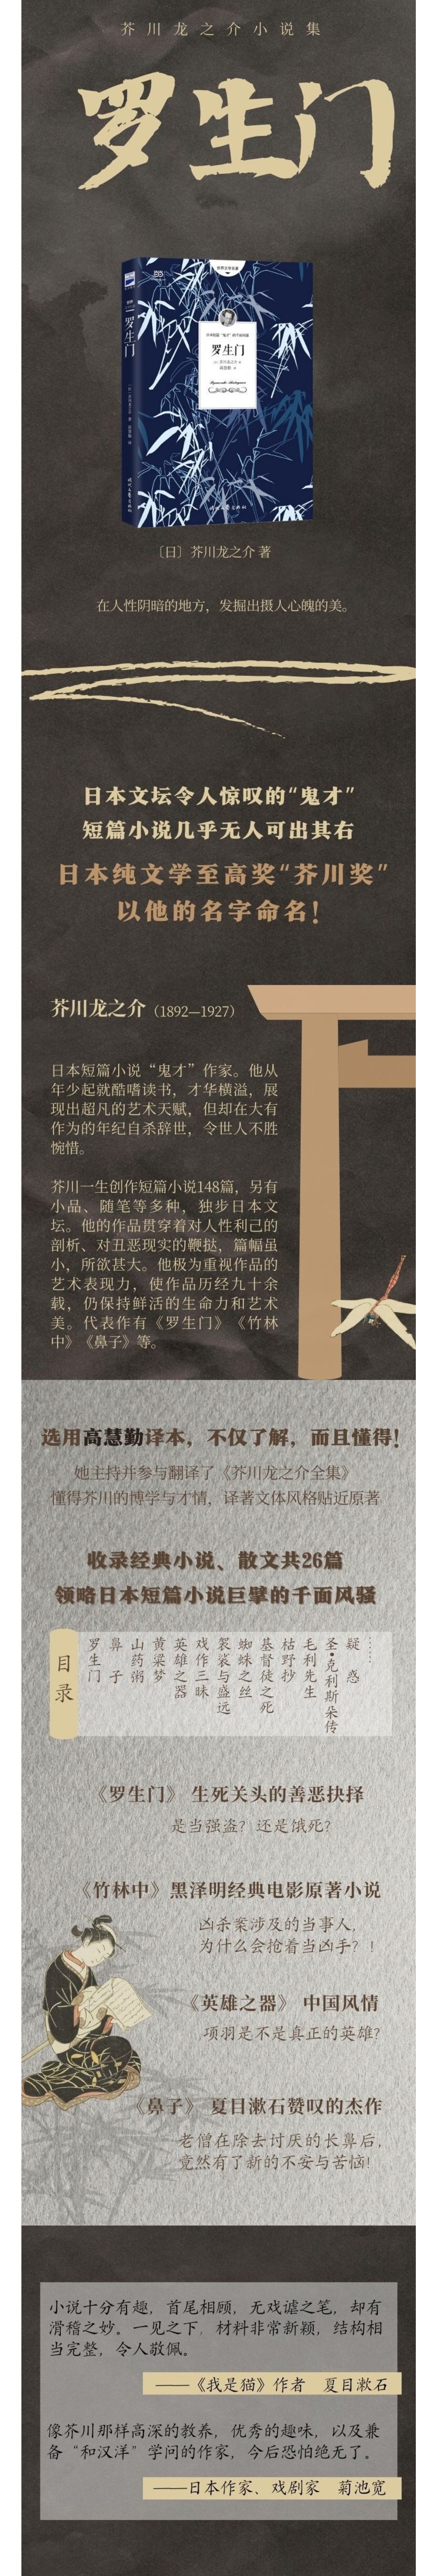 芥川龙之介小说集
罗生门
世界文学名著
罗生门
罗生门
时代文艺出版社
〔日〕芥川龙之介 著
在人性阴暗的地方，发掘出摄人心魄的美。
日本文坛令人惊叹的“鬼才”
短篇小说几乎无人可出其右
日本纯文学至高奖“芥川奖”
以他的名字命名！
芥川龙之介（1892—1927）
日本短篇小说“鬼才”作家。他从
年少起就酷嗜读书，才华横溢，展
现出超凡的艺术天赋，但却在大有
作为的年纪自杀辞世，令世人不胜
惋惜。
芥川一生创作短篇小说148篇，另有
小品、随笔等多种，独步日本文
坛。他的作品贯穿着对人性利己的
剖析、对丑恶现实的鞭挞，篇幅虽
小，所欲甚大。他极为重视作品的
艺术表现力，使作品历经九十余
载，仍保持鲜活的生命力和艺术
美。代表作有《罗生门》《竹林
中》《鼻子》等。
选用高慧勤译本，不仅了解，而且懂得！
她主持并参与翻译了《芥川龙之介全集》
懂得芥川的博学与才情，译著文体风格贴近原著
收录经典小说、散文共26篇
领略日本短篇小说巨擘的千面风骚
目录
罗生门
鼻子
山药粥
黄粱梦
英雄之器
戏作三昧
袈裟与盛远
蜘蛛之丝
基督徒之死
枯野抄
毛利先生
圣·克利斯朵传
疑惑
……
《罗生门》 生死关头的善恶抉择
是当强盗？还是饿死？
《竹林中》黑泽明经典电影原著小说
凶杀案涉及的当事人，
为什么会抢着当凶手？！
《英雄之器》 中国风情
项羽是不是真正的英雄？
《鼻子》 夏目漱石赞叹的杰作
老僧在除去讨厌的长鼻后，
竟然有了新的不安与苦恼！
小说十分有趣，首尾相顾，无戏谑之笔，却有
滑稽之妙。一见之下，材料非常新颖，结构相
当完整，令人敬佩。
——《我是猫》作者 夏目漱石
像芥川那样高深的教养，优秀的趣味，以及兼
备“和汉洋”学问的作家，今后恐怕绝无了。
——日本作家、戏剧家 菊池宽